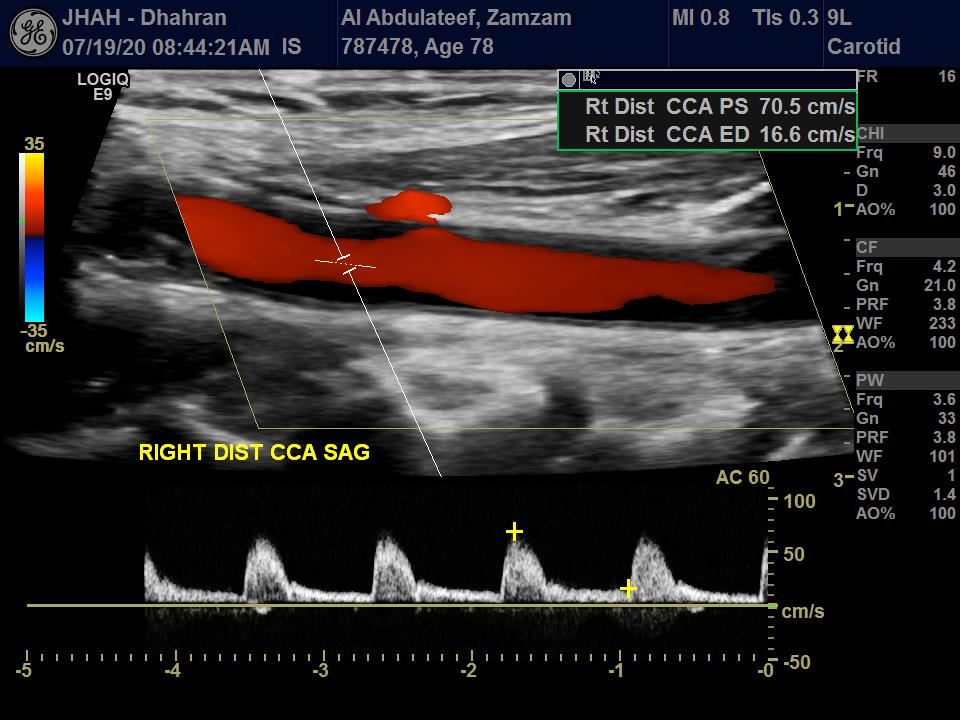 JHAH - Dhahran
07/19/20 08:44:21AM IS
Al Abdulateef, Zamzam
787478, Age 78
MI 0.8 TIs 0.3
9L
Carotid
LOGIQ
E9
Rt Dist CCA PS 70.5 cm/s
Rt Dist CCA ED 16.6 cm/s
FR 16
CHI
Frq 9.0
Gn 46
D 3.0
AO% 100
CF
Frq 4.2
Gn 21.0
PRF 3.8
WF 233
AO% 100
PW
Frq 3.6
Gn 33
PRF 3.8
WF 101
SV 1
SVD 1.4
AO% 100
35
-35
cm/s
1
2
3
RIGHT DIST CCA SAG
AC 60
100
50
cm/s
-50
-5 -4 -3 -2 -1 -0